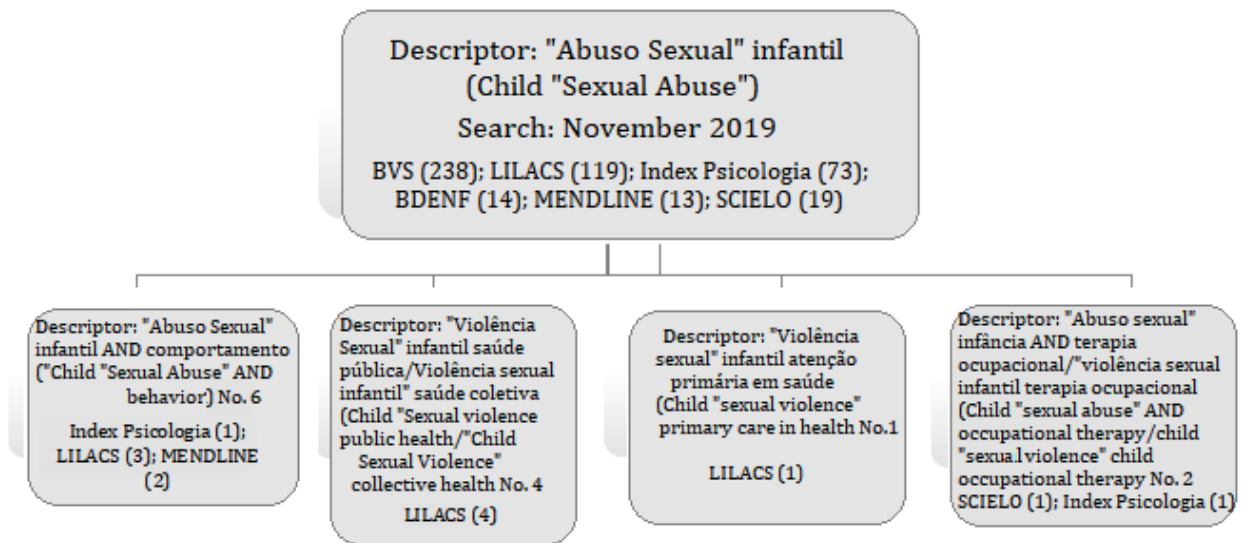 Descriptor: "Abuso Sexual" infantil
(Child "Sexual Abuse")
Search: November 2019
BVS (238); LILACS (119); Index Psicologia (73);
BDENF (14); MENDLINE (13); SCIELO (19)
Descriptor: "Abuso Sexual"
infantil AND comportamento
("Child "Sexual Abuse" AND
behavior) No. 6
Index Psicologia (1);
LILACS (3); MENDLINE
(2)
Descriptor: "Violência
Sexual" infantil saúde
pública/Violência sexual
infantil" saúde coletiva
(Child "Sexual violence
public health/"Child
Sexual Violence"
collective health No. 4
LILACS (4)
Descriptor: "Violência
sexual" infantil atenção
primária em saúde
(Child "sexual violence"
primary care in health No.1
LILACS (1)
Descriptor: "Abuso sexual"
infância AND terapia
ocupacional/"violência sexual
infantil terapia ocupacional
(Child "sexual abuse" AND
occupational therapy/child
"sexual violence" child
occupational therapy No. 2
SCIELO (1); Index Psicologia (1)